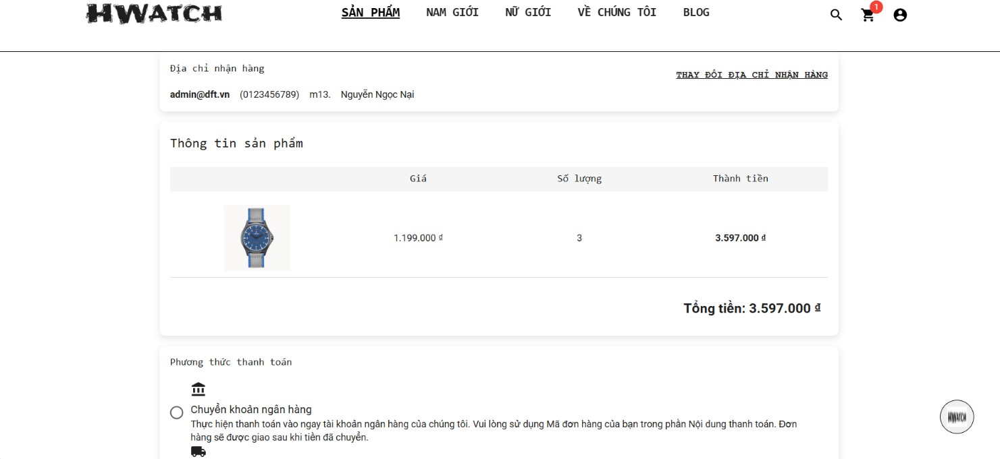 HWATCH
SẢN PHẨM NAM GIỚI NỮ GIỚI VỀ CHÚNG TÔI BLOG
1
Địa chỉ nhận hàng
THAY ĐỔI ĐỊA CHỈ NHẬN HÀNG
admin@dft.vn (0123456789) m13. Nguyễn Ngọc Nại
Thông tin sản phẩm
Giá Số lượng Thành tiền
1.199.000 ₫ 3 3.597.000 ₫
Tổng tiền: 3.597.000 ₫
Phương thức thanh toán
Chuyển khoản ngân hàng
Thực hiện thanh toán vào ngay tài khoản ngân hàng của chúng tôi. Vui lòng sử dụng Mã đơn hàng của bạn trong phần Nội dung thanh toán. Đơn
hàng sẽ được giao sau khi tiền đã chuyển.
HWATCH